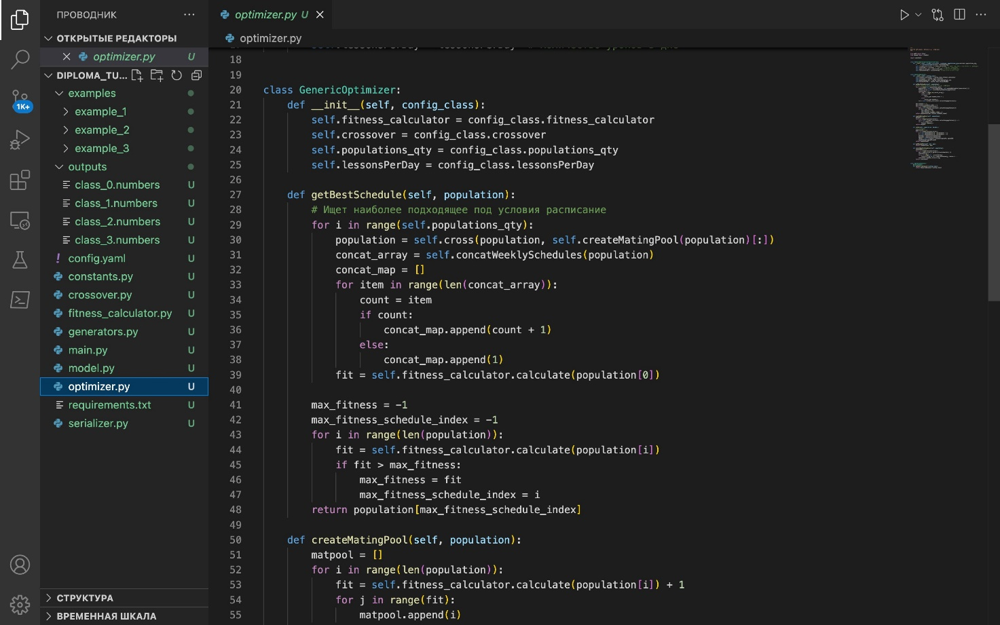 ПРОВОДНИК
ОТКРЫТЫЕ РЕДАКТОРЫ
optimizer.py U
DIPLOMA_TU...
examples
example_1
example_2
example_3
outputs
class_0.numbers U
class_1.numbers U
class_2.numbers U
class_3.numbers U
! config.yaml U
constants.py U
crossover.py U
fitness_calculator.py U
generators.py U
main.py U
model.py U
optimizer.py U
requirements.txt U
serializer.py U
СТРУКТУРА
ВРЕМЕННАЯ ШКАЛА
1K+
optimizer.py U
optimizer.py
18
19
20 class GenericOptimizer:
21 def __init__(self, config_class):
22 self.fitness_calculator = config_class.fitness_calculator
23 self.crossover = config_class.crossover
24 self.populations_qty = config_class.populations_qty
25 self.lessonsPerDay = config_class.lessonsPerDay
26
27 def getBestSchedule(self, population):
28 # Ищет наиболее подходящее под условия расписание
29 for i in range(self.populations_qty):
30 population = self.cross(population, self.createMatingPool(population)[:])
31 concat_array = self.concatWeeklySchedules(population)
32 concat_map = []
33 for item in range(len(concat_array)):
34 count = item
35 if count:
36 concat_map.append(count + 1)
37 else:
38 concat_map.append(1)
39 fit = self.fitness_calculator.calculate(population[0])
40
41 max_fitness = -1
42 max_fitness_schedule_index = -1
43 for i in range(len(population)):
44 fit = self.fitness_calculator.calculate(population[i])
45 if fit > max_fitness:
46 max_fitness = fit
47 max_fitness_schedule_index = i
48 return population[max_fitness_schedule_index]
49
50 def createMatingPool(self, population):
51 matpool = []
52 for i in range(len(population)):
53 fit = self.fitness_calculator.calculate(population[i]) + 1
54 for j in range(fit):
55 matpool.append(i)